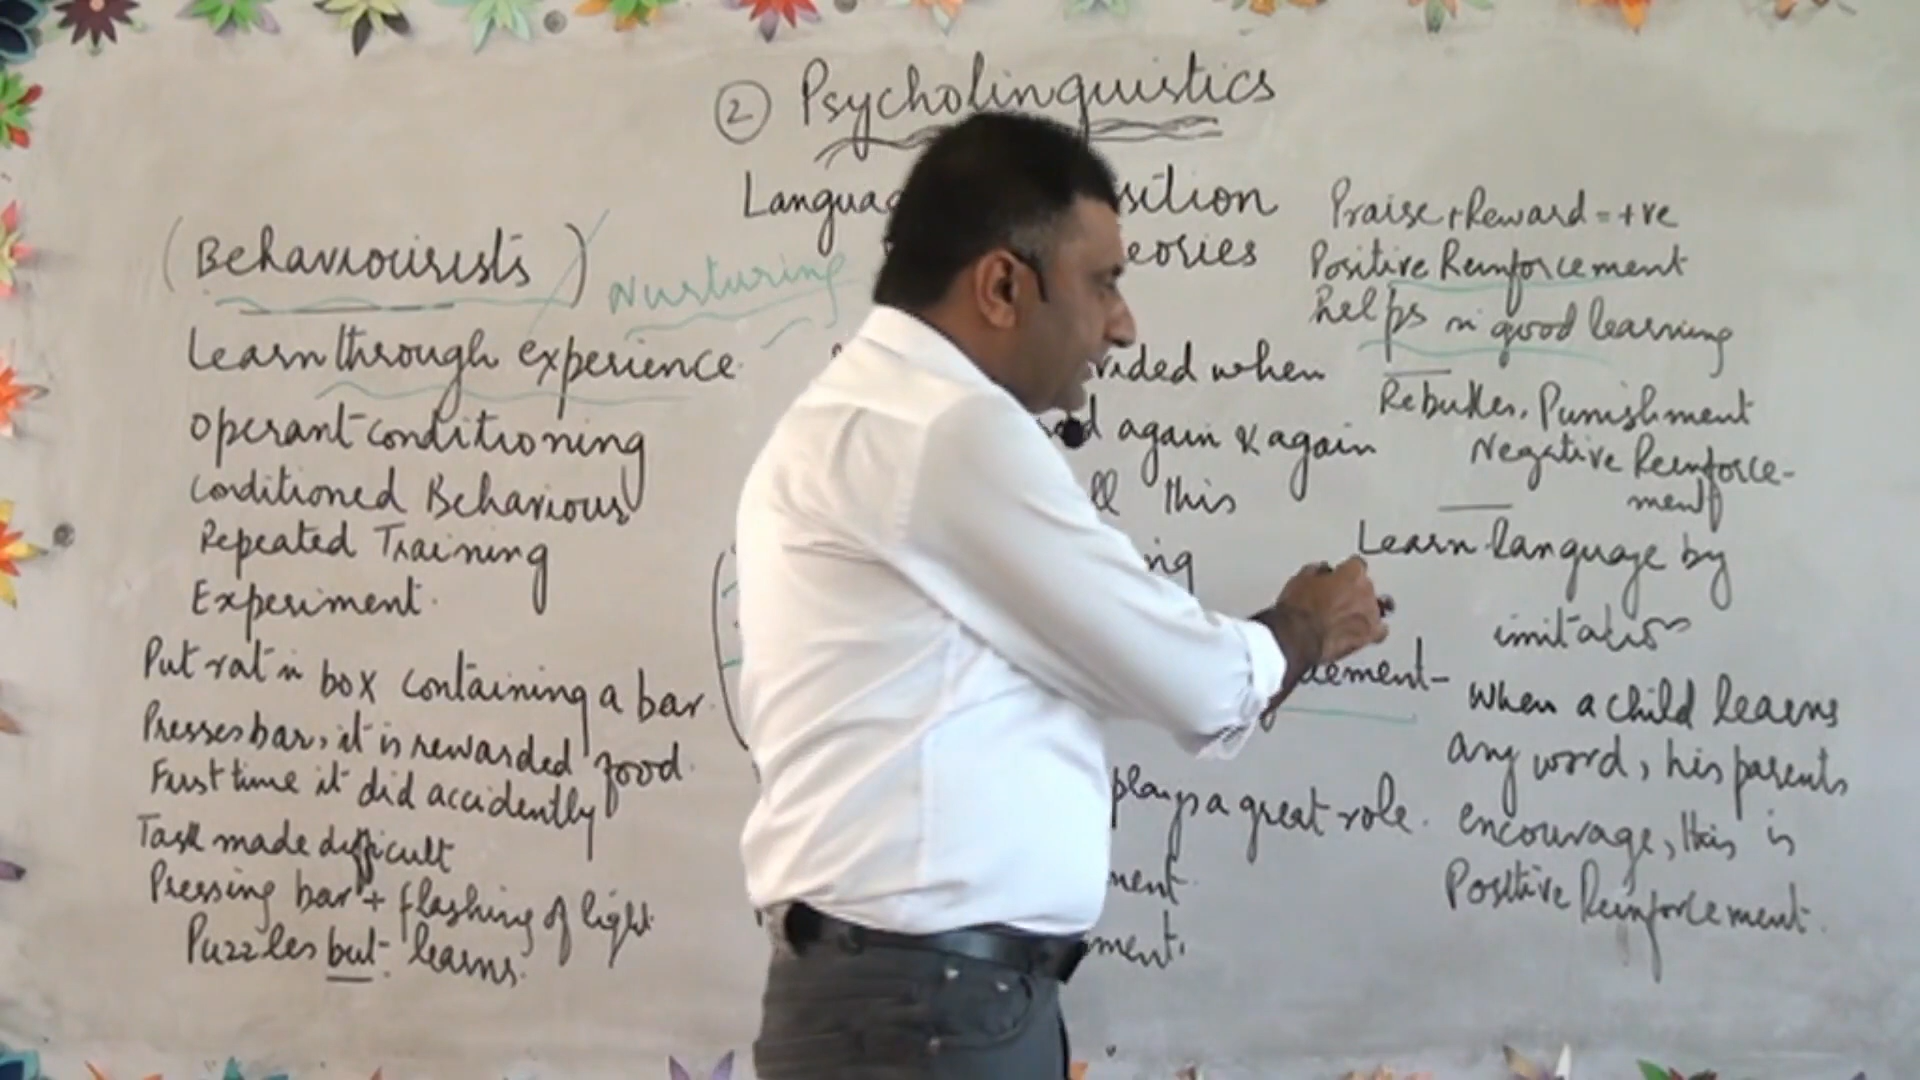 ② Psycholinguistics
Language
theories
(Behaviourists)
Nurturing
Learn through experience
Operant conditioning
Conditioned Behaviour
Repeated Training
Experiment.
Put rat in box containing a bar.
Presses bar, it is rewarded food.
First time it did accidently
Task made difficult
Pressing bar + flashing of light
Puzzles but learns.
when
again & again
this
plays a great role.
Praise + Reward = +ve
Positive Reinforcement
helps in good learning
Rebukes, Punishment
Negative Reinforce-
ment
Learn language by
imitation
When a child learns
any word, his parents
encourage, this is
Positive Reinforcement.